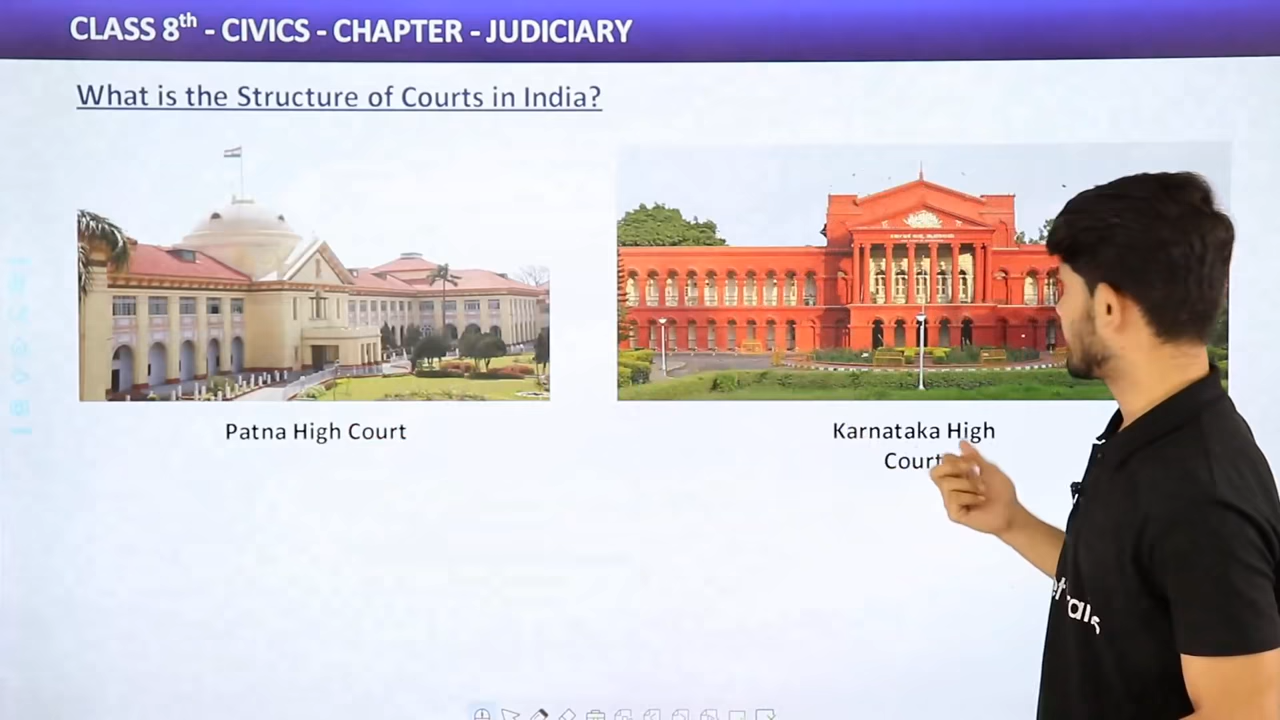 CLASS 8th - CIVICS - CHAPTER - JUDICIARY
What is the Structure of Courts in India?
Patna High Court
Karnataka High
Court